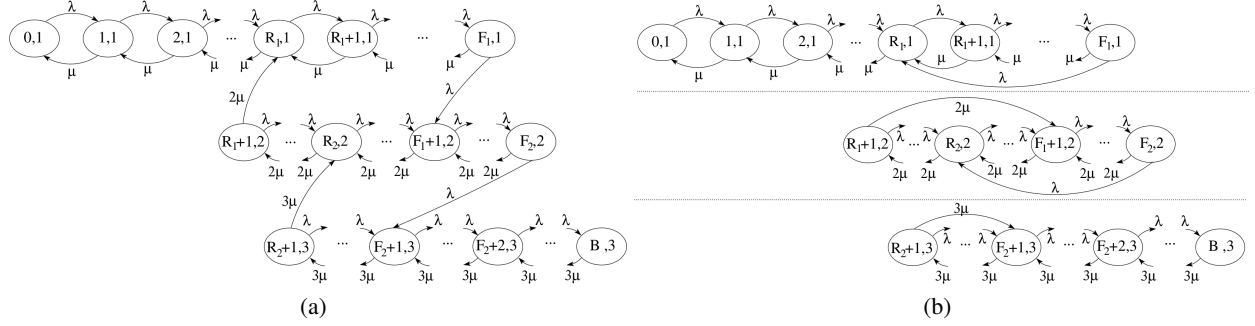 λ λ λ λ λ λ λ
0,1 1,1 2,1 ... R₁,1 R₁+1,1 ... F₁,1
μ μ μ μ μ μ μ
2μ λ
λ λ λ λ λ λ
R₁+1,2 ... R₂,2 ... F₁+1,2 ... F₂,2
2μ 2μ 2μ 2μ 2μ 2μ
3μ λ
λ λ λ λ λ λ
R₂+1,3 ... F₂+1,3 ... F₂+2,3 ... B,3
3μ 3μ 3μ 3μ 3μ 3μ
(a)
λ λ λ λ λ λ λ
0,1 1,1 2,1 ... R₁,1 R₁+1,1 ... F₁,1
μ μ μ μ μ μ μ
λ
2μ
λ λ λ λ λ λ
R₁+1,2 ... R₂,2 ... F₁+1,2 ... F₂,2
2μ 2μ 2μ 2μ 2μ 2μ
λ
3μ
λ λ λ λ λ λ
R₂+1,3 ... F₂+1,3 ... F₂+2,3 ... B,3
3μ 3μ 3μ 3μ 3μ 3μ
(b)